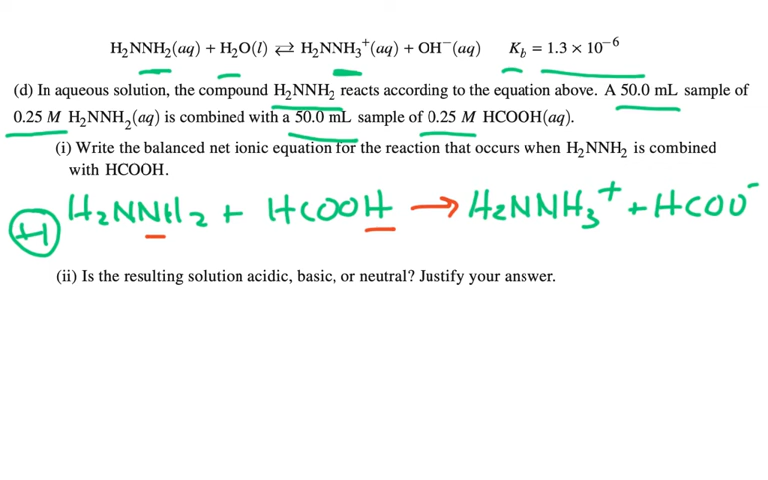 H₂NNH₂(aq) + H₂O(l) ⇄ H₂NNH₃⁺(aq) + OH⁻(aq)    K_b = 1.3 × 10⁻⁶
(d) In aqueous solution, the compound H₂NNH₂ reacts according to the equation above. A 50.0 mL sample of
0.25 M H₂NNH₂(aq) is combined with a 50.0 mL sample of 0.25 M HCOOH(aq).
(i) Write the balanced net ionic equation for the reaction that occurs when H₂NNH₂ is combined
with HCOOH.
H₂NNH₂ + HCOOH → H₂NNH₃⁺ + HCOO⁻
(ii) Is the resulting solution acidic, basic, or neutral? Justify your answer.